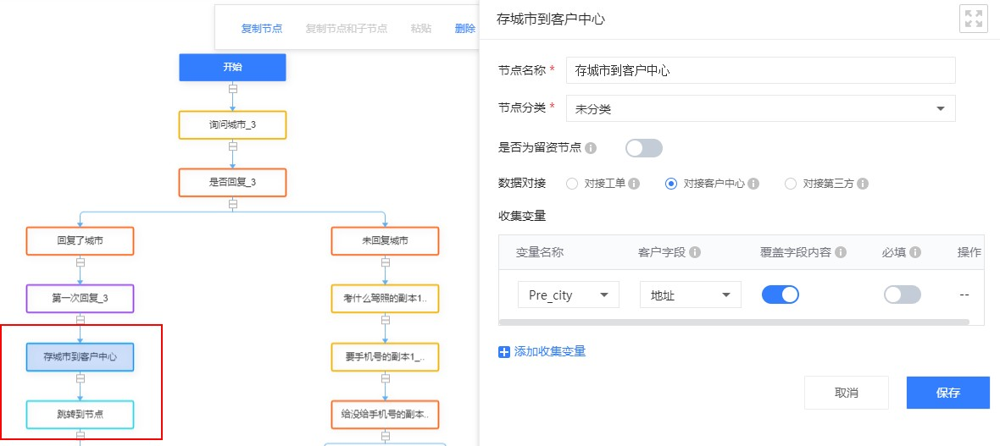 复制节点 复制节点和子节点 粘贴 删除
开始
询问城市_3
是否回复_3
回复了城市 未回复城市
第一次回复_3 考什么驾照的副本1..
存城市到客户中心 要手机号的副本1_..
跳转到节点 给没给手机号的副本..
存城市到客户中心
节点名称 * 存城市到客户中心
节点分类 * 未分类
是否为留资节点
数据对接 对接工单 对接客户中心 对接第三方
收集变量
变量名称 客户字段 覆盖字段内容 必填 操作
Pre_city 地址 --
添加收集变量
取消 保存